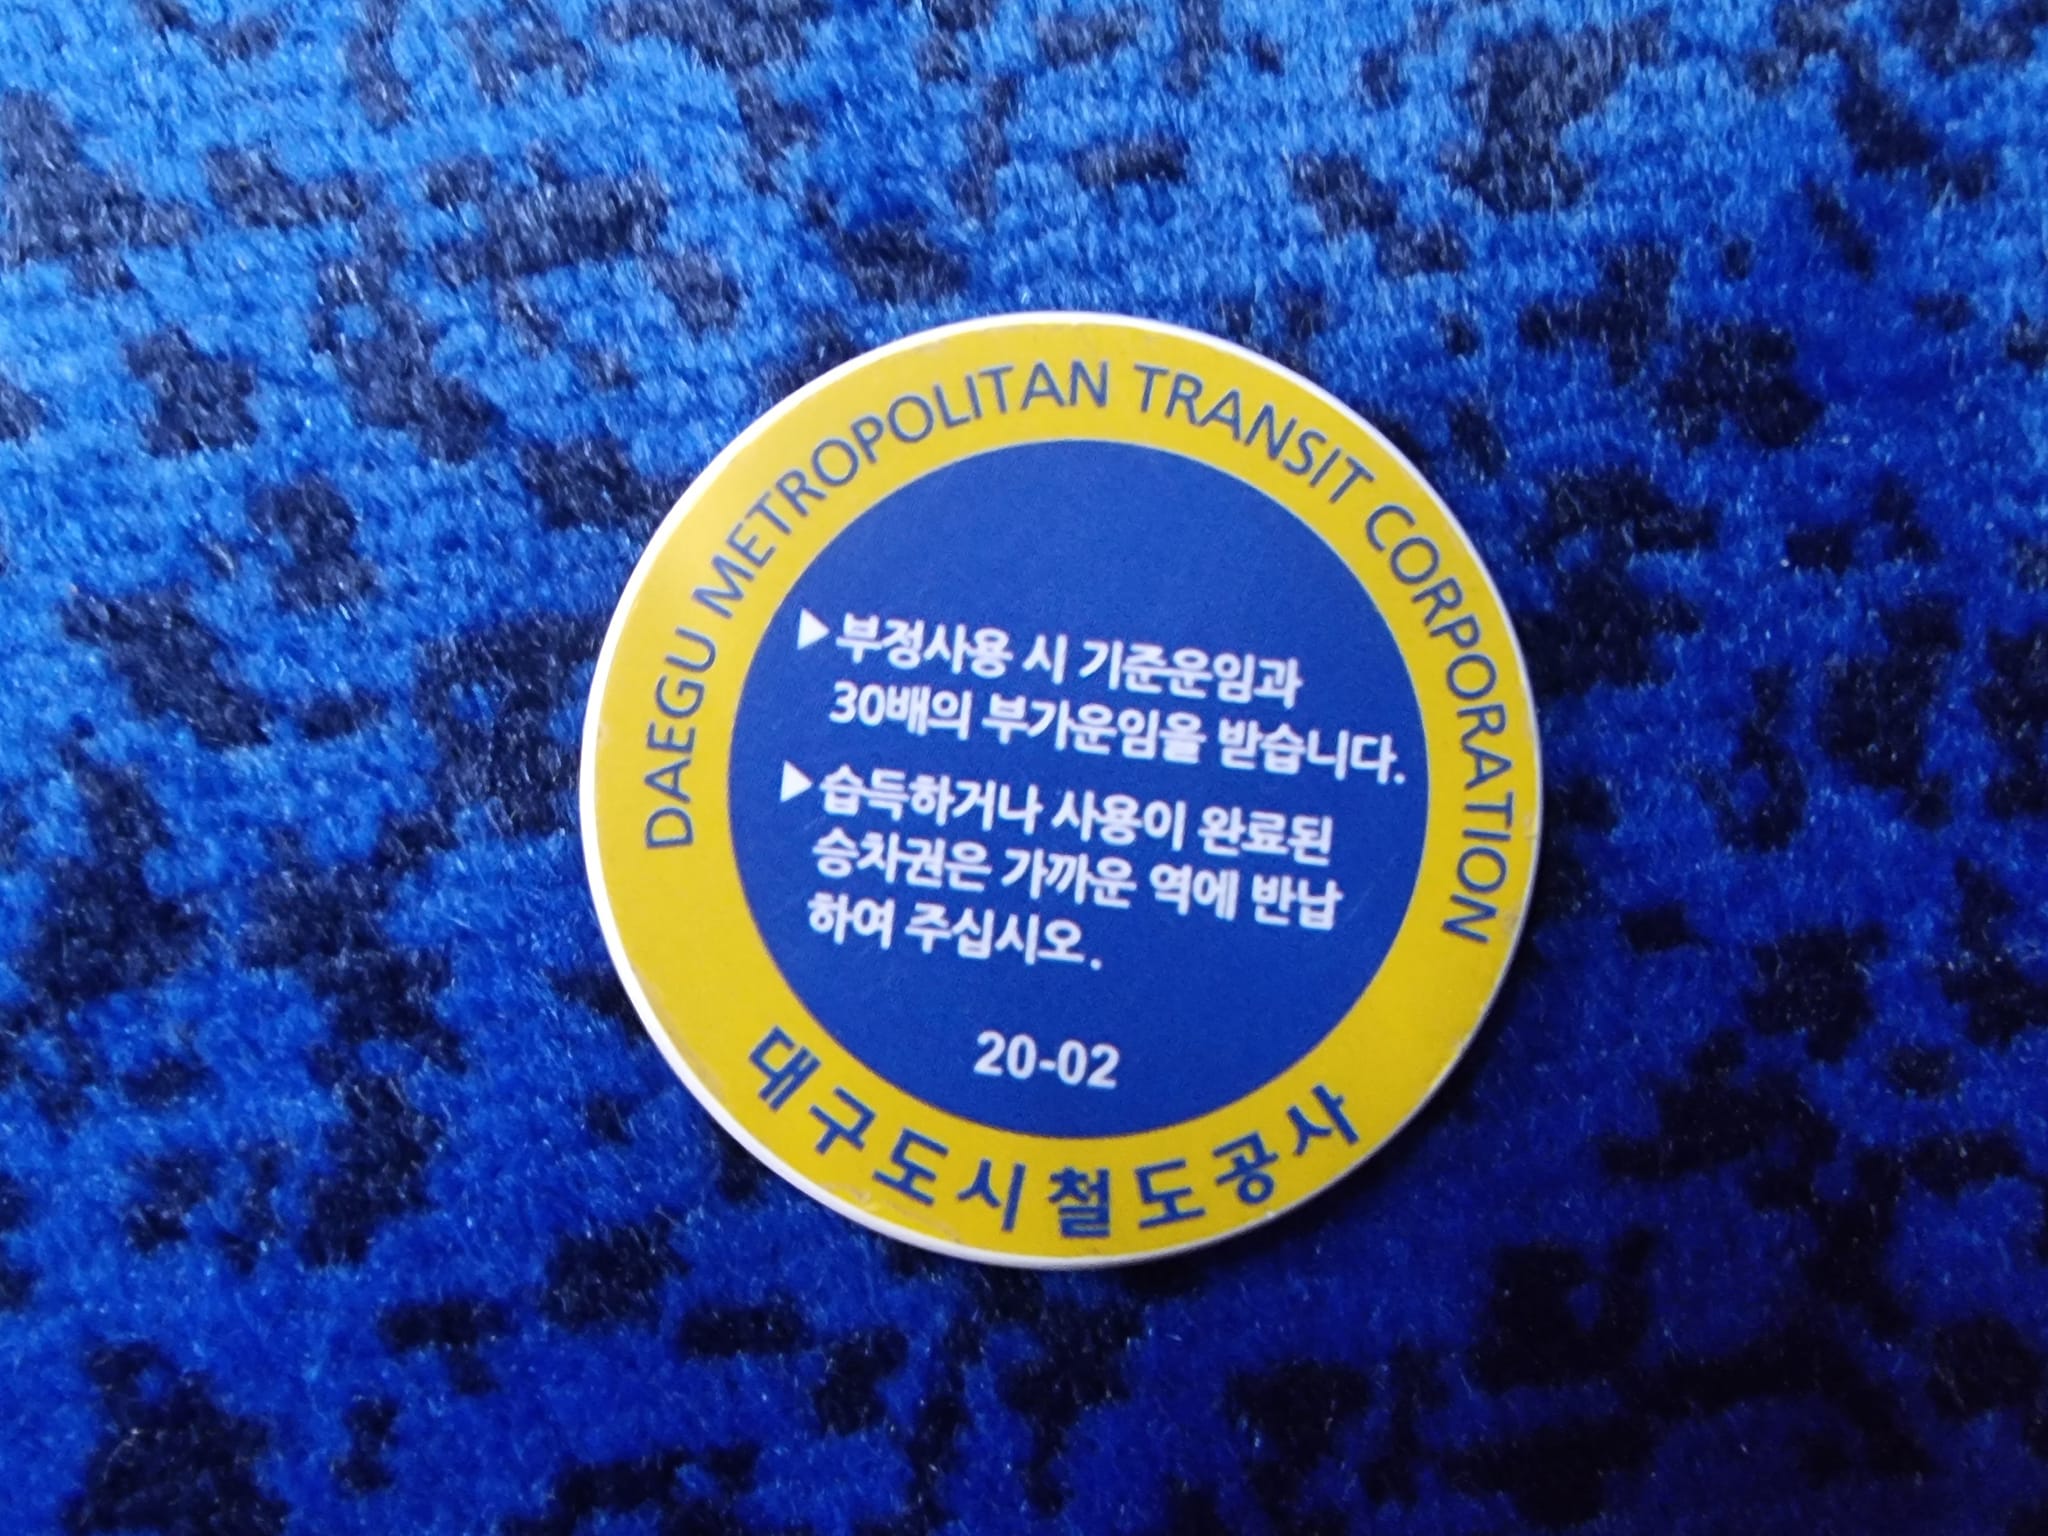 DAEGU METROPOLITAN TRANSIT CORPORATION
▶부정사용 시 기준운임과
30배의 부가운임을 받습니다.
▶습득하거나 사용이 완료된
승차권은 가까운 역에 반납
하여 주십시오.
20-02
대구도시철도공사